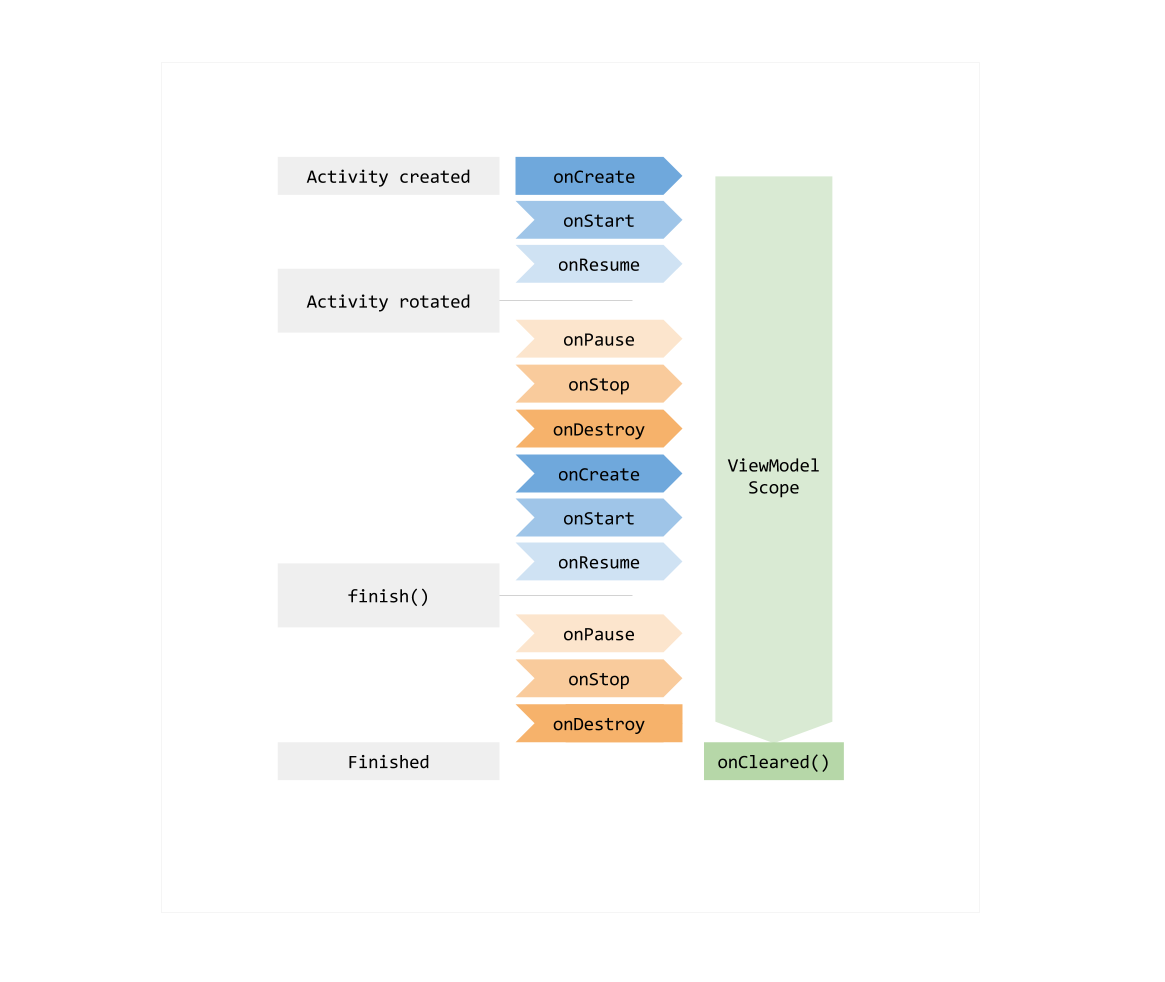 Activity created
onCreate
onStart
onResume
Activity rotated
onPause
onStop
onDestroy
onCreate
onStart
onResume
ViewModel
Scope
finish()
onPause
onStop
onDestroy
Finished
onCleared()